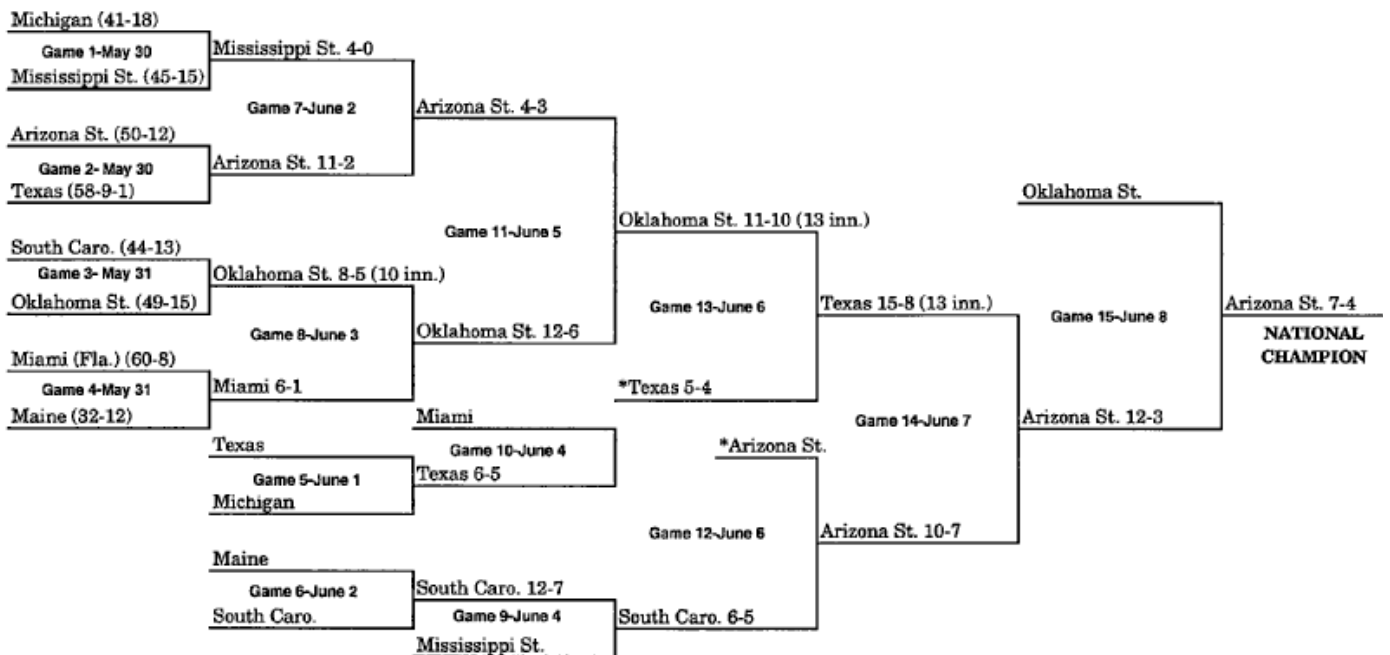 Michigan (41-18)
Game 1-May 30
Mississippi St. (45-15)
Mississippi St. 4-0
Game 7-June 2
Arizona St. (50-12)
Game 2- May 30
Texas (58-9-1)
Arizona St. 11-2
Arizona St. 4-3
Game 11-June 5
South Caro. (44-13)
Game 3- May 31
Oklahoma St. (49-15)
Oklahoma St. 8-5 (10 inn.)
Game 8-June 3
Miami (Fla.) (60-8)
Game 4-May 31
Maine (32-12)
Miami 6-1
Oklahoma St. 12-6
Oklahoma St. 11-10 (13 inn.)
Game 13-June 6
*Texas 5-4
Texas 15-8 (13 inn.)
Miami
Game 10-June 4
Texas 6-5
Texas
Game 5-June 1
Michigan
Maine
Game 6-June 2
South Caro.
South Caro. 12-7
Game 9-June 4
Mississippi St.
South Caro. 6-5
*Arizona St.
Game 12-June 6
Arizona St. 10-7
Game 14-June 7
Arizona St. 12-3
Oklahoma St.
Game 15-June 8
Arizona St. 7-4
NATIONAL
CHAMPION